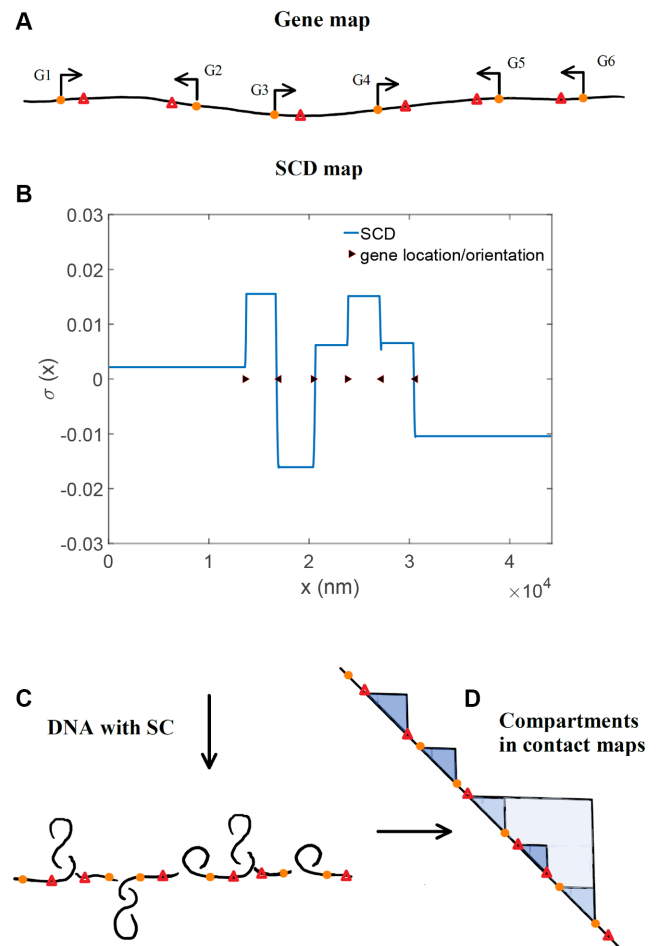 A
Gene map
G1
G2
G3
G4
G5
G6
SCD map
B
0.03
0.02
0.01
0
-0.01
-0.02
-0.03
σ (x)
SCD
gene location/orientation
0
1
2
3
4
x (nm)
×10⁴
C
DNA with SC
D
Compartments
in contact maps